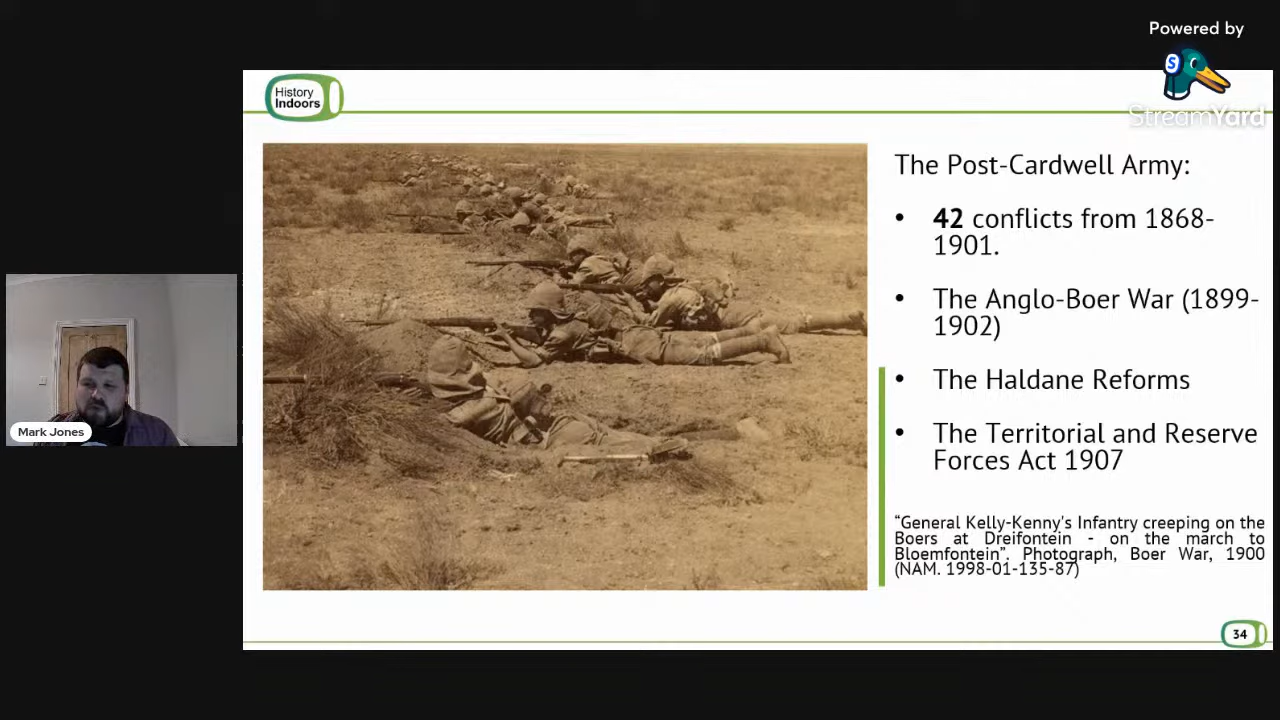 Powered by
StreamYard
History
Indoors
The Post-Cardwell Army:
• 42 conflicts from 1868-
1901.
• The Anglo-Boer War (1899-
1902)
• The Haldane Reforms
• The Territorial and Reserve
Forces Act 1907
“General Kelly-Kenny's Infantry creeping on the
Boers at Dreifontein - on the march to
Bloemfontein”. Photograph, Boer War, 1900
(NAM. 1998-01-135-87)
Mark Jones
34